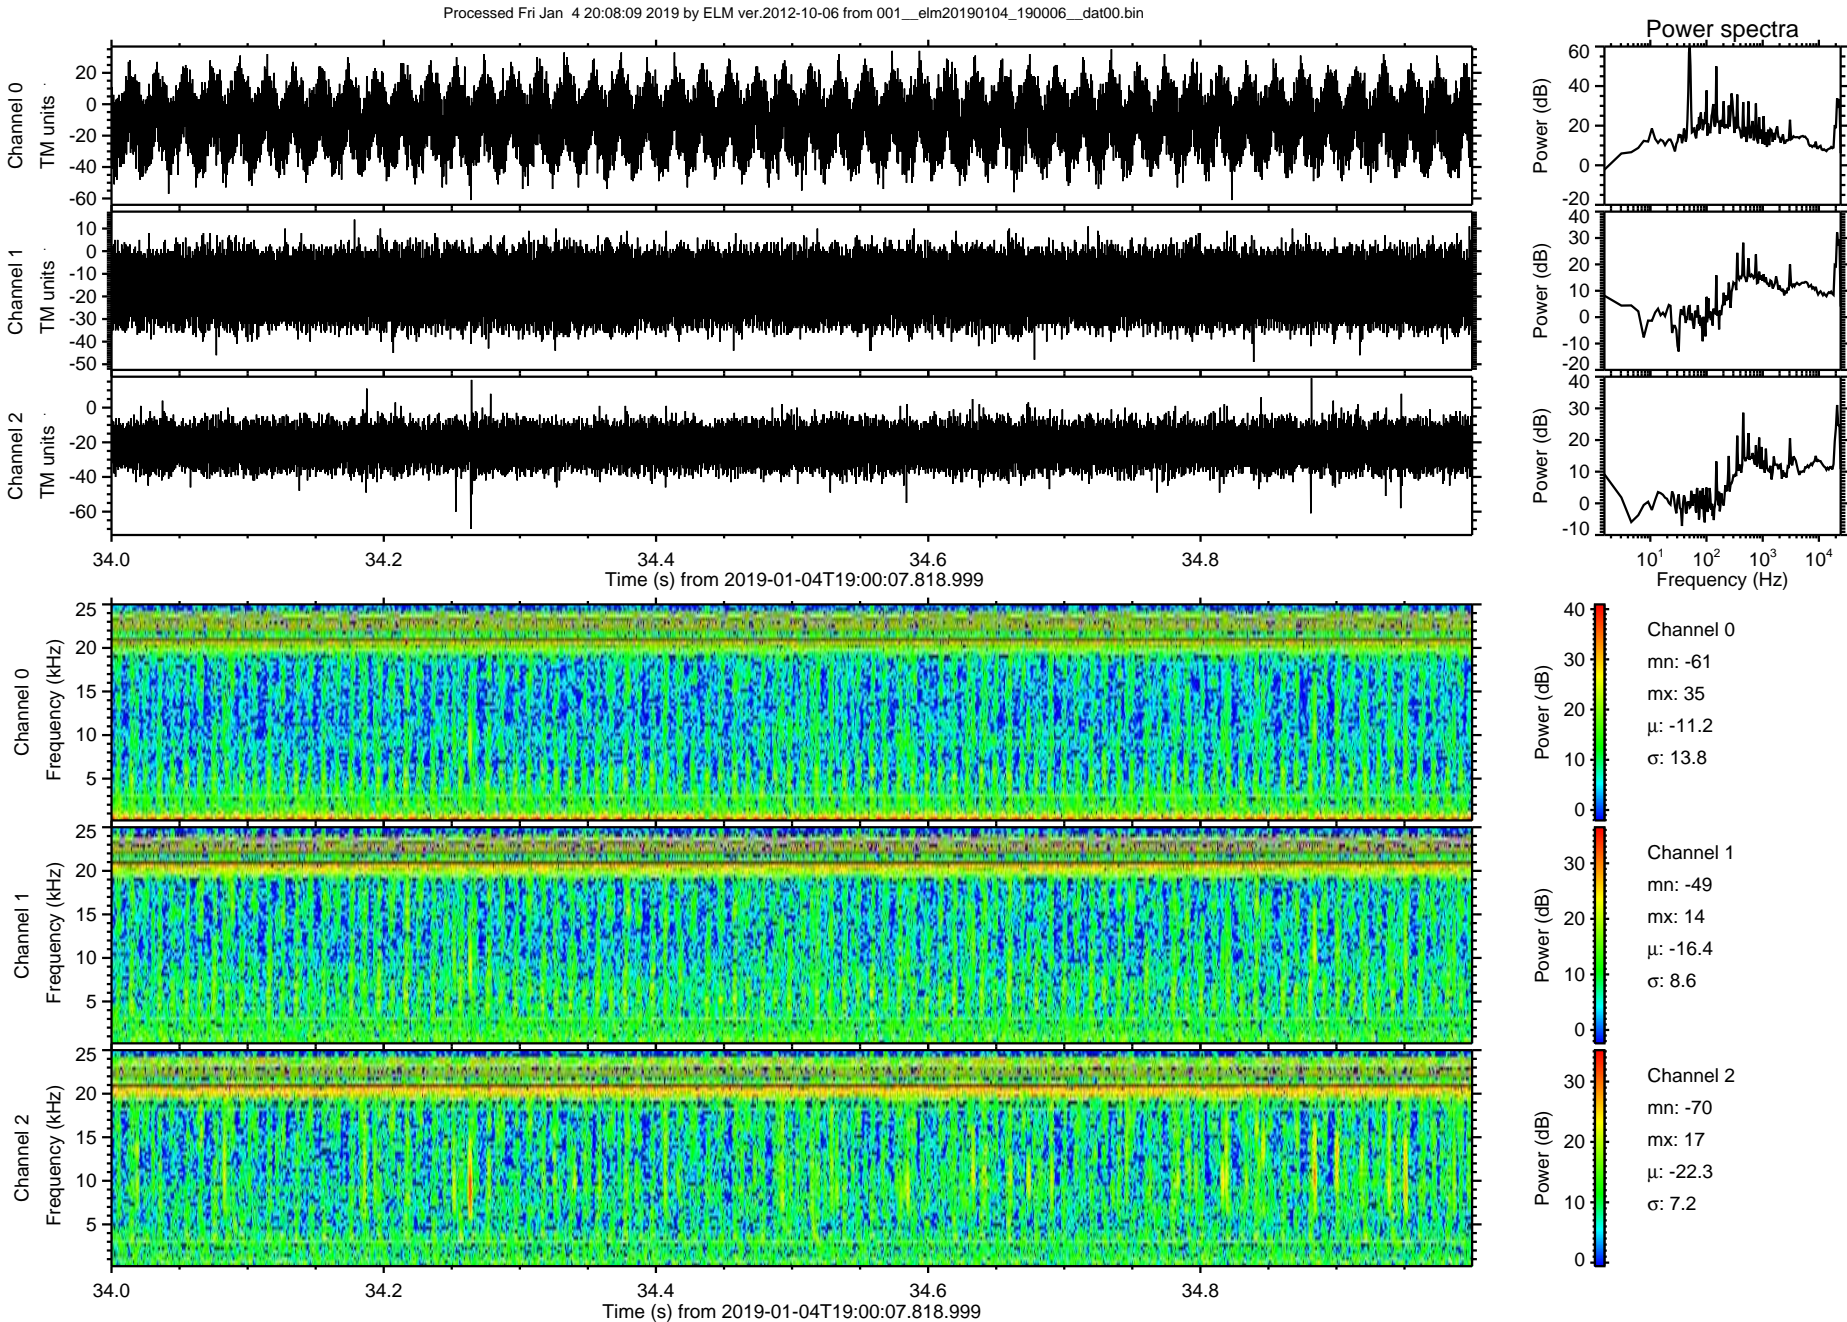 Processed Fri Jan  4 20:08:09 2019 by ELM ver.2012-10-06 from 001__elm20190104_190006__dat00.bin
Power spectra
Channel 0
TM units
20
0
-20
-40
-60
Power (dB)
60
40
20
0
-20
Channel 1
TM units
10
0
-10
-20
-30
-40
-50
Power (dB)
40
30
20
10
0
-10
-20
Channel 2
TM units
0
-20
-40
-60
Power (dB)
40
30
20
10
0
-10
34.0 34.2 34.4 34.6 34.8
Time (s) from 2019-01-04T19:00:07.818.999
10¹ 10² 10³ 10⁴
Frequency (Hz)
Channel 0
Frequency (kHz)
25
20
15
10
5
Power (dB)
40
30
20
10
0
Channel 0
mn: -61
mx: 35
μ: -11.2
σ: 13.8
Channel 1
Frequency (kHz)
25
20
15
10
5
Power (dB)
30
20
10
0
Channel 1
mn: -49
mx: 14
μ: -16.4
σ: 8.6
Channel 2
Frequency (kHz)
25
20
15
10
5
Power (dB)
30
20
10
0
Channel 2
mn: -70
mx: 17
μ: -22.3
σ: 7.2
34.0 34.2 34.4 34.6 34.8
Time (s) from 2019-01-04T19:00:07.818.999